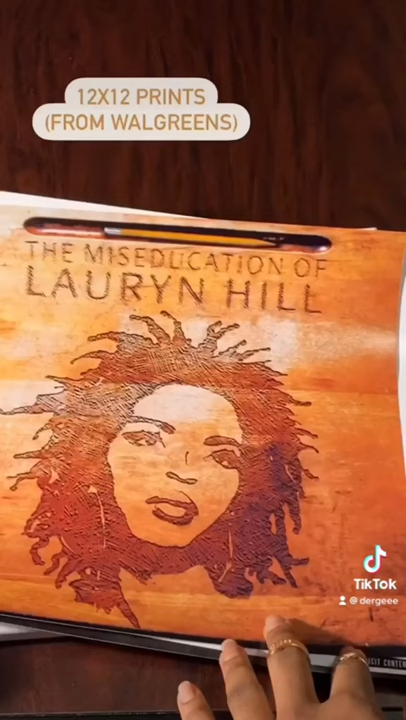 12X12 PRINTS
(FROM WALGREENS)
THE MISEDUCATION OF
LAURYN HILL
TikTok
@dergeee